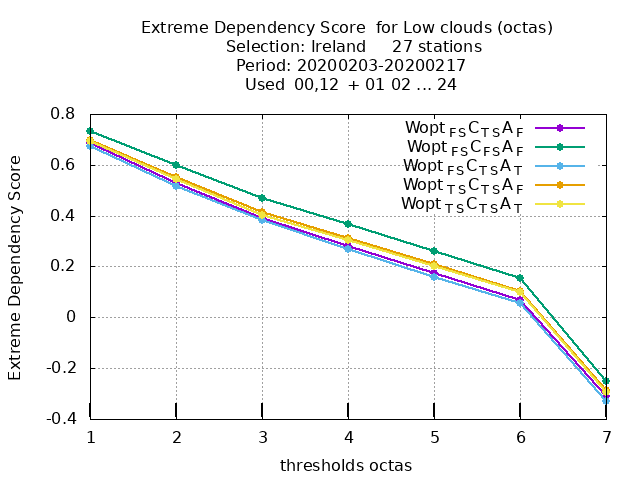 Extreme Dependency Score  for Low clouds (octas)
Selection: Ireland     27 stations
Period: 20200203-20200217
Used  00,12  + 01 02 ... 24
Extreme Dependency Score
0.8
0.6
0.4
0.2
0
-0.2
-0.4
Wopt FS C TS A F
Wopt FS C FS A F
Wopt FS C TS A T
Wopt TS C TS A F
Wopt TS C TS A T
1 2 3 4 5 6 7
thresholds octas